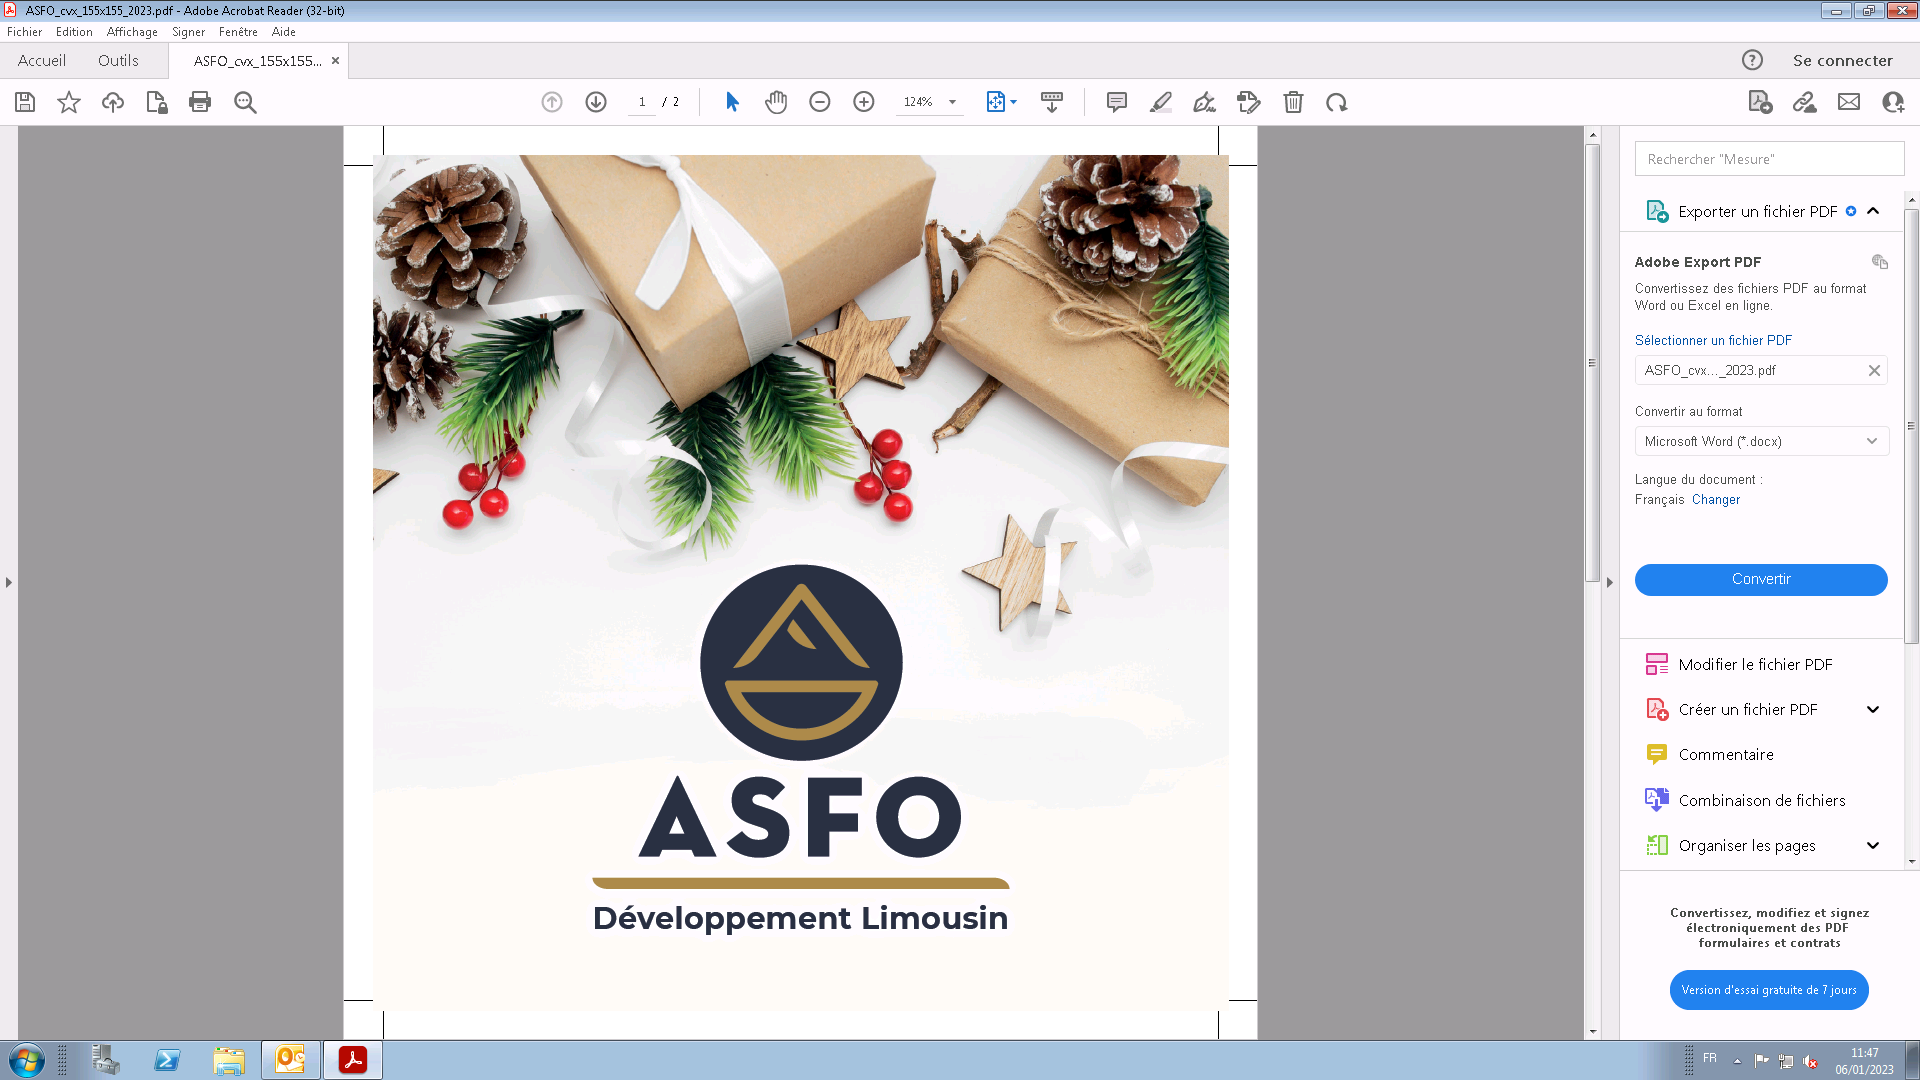 ASFO_cvx_155x155_2023.pdf - Adobe Acrobat Reader (32-bit)
Fichier Edition Affichage Signer Fenêtre Aide
Accueil Outils ASFO_cvx_155x155... × Se connecter
1 / 2 124%
Rechercher "Mesure"
Exporter un fichier PDF
Adobe Export PDF
Convertissez des fichiers PDF au format
Word ou Excel en ligne.
Sélectionner un fichier PDF
ASFO_cvx..._2023.pdf
Convertir au format
Microsoft Word (*.docx)
Langue du document :
Français Changer
Convertir
Modifier le fichier PDF
Créer un fichier PDF
Commentaire
Combinaison de fichiers
Organiser les pages
Convertissez, modifiez et signez
électroniquement des PDF
formulaires et contrats
Version d'essai gratuite de 7 jours
ASFO
Développement Limousin
FR
11:47
06/01/2023